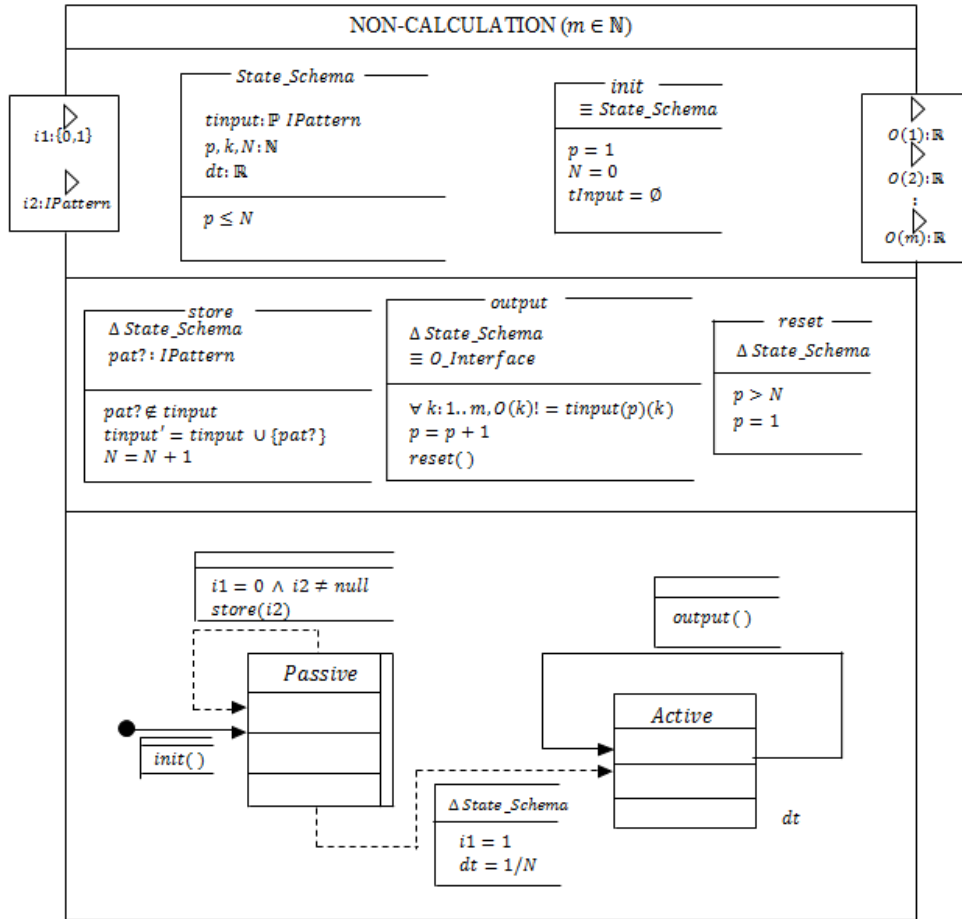 NON-CALCULATION (m ∈ ℕ)
i1:{0,1}
i2:IPattern
State_Schema
tinput: ℙ IPattern
p, k, N: ℕ
dt: ℝ
p ≤ N
init
≡ State_Schema
p = 1
N = 0
tInput = ∅
O(1): ℝ
O(2): ℝ
:
O(m): ℝ
store
Δ State_Schema
pat? : IPattern
pat? ∉ tinput
tinput′ = tinput ∪ {pat?}
N = N + 1
output
Δ State_Schema
≡ O_Interface
∀ k: 1.. m, O(k)! = tinput(p)(k)
p = p + 1
reset( )
reset
Δ State_Schema
p > N
p = 1
i1 = 0 ∧ i2 ≠ null
store(i2)
Passive
init( )
output( )
Active
dt
Δ State_Schema
i1 = 1
dt = 1/N